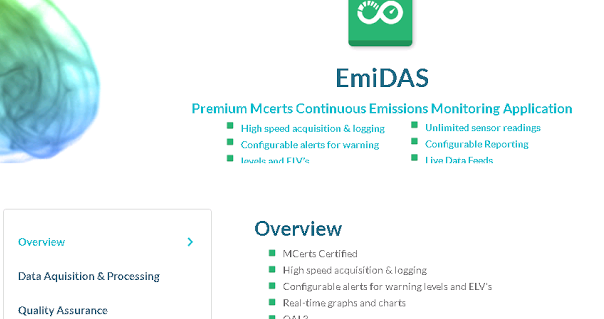 EmiDAS
Premium Mcerts Continuous Emissions Monitoring Application
High speed acquisition & logging
Configurable alerts for warning
levels and ELV's
Unlimited sensor readings
Configurable Reporting
Live Data Feeds
Overview
Data Aquisition & Processing
Quality Assurance
Overview
MCerts Certified
High speed acquisition & logging
Configurable alerts for warning levels and ELV's
Real-time graphs and charts
QAL3